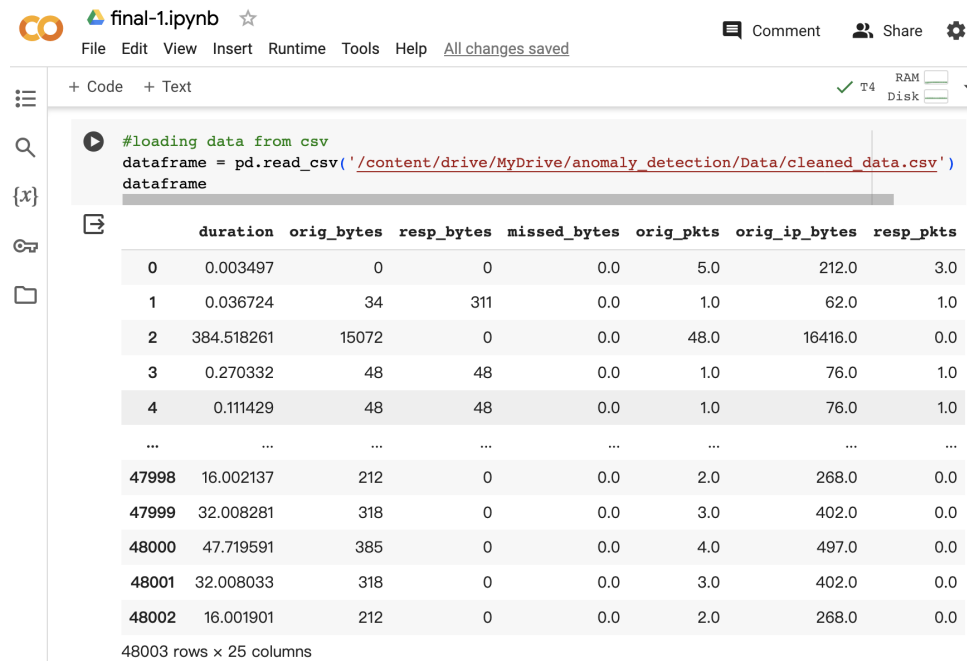 final-1.ipynb
File Edit View Insert Runtime Tools Help All changes saved
Comment Share
+ Code + Text
T4 RAM
Disk
#loading data from csv
dataframe = pd.read_csv('/content/drive/MyDrive/anomaly_detection/Data/cleaned_data.csv')
dataframe
{x}
duration orig_bytes resp_bytes missed_bytes orig_pkts orig_ip_bytes resp_pkts
0 0.003497 0 0 0.0 5.0 212.0 3.0
1 0.036724 34 311 0.0 1.0 62.0 1.0
2 384.518261 15072 0 0.0 48.0 16416.0 0.0
3 0.270332 48 48 0.0 1.0 76.0 1.0
4 0.111429 48 48 0.0 1.0 76.0 1.0
... ... ... ... ... ... ... ...
47998 16.002137 212 0 0.0 2.0 268.0 0.0
47999 32.008281 318 0 0.0 3.0 402.0 0.0
48000 47.719591 385 0 0.0 4.0 497.0 0.0
48001 32.008033 318 0 0.0 3.0 402.0 0.0
48002 16.001901 212 0 0.0 2.0 268.0 0.0
48003 rows × 25 columns